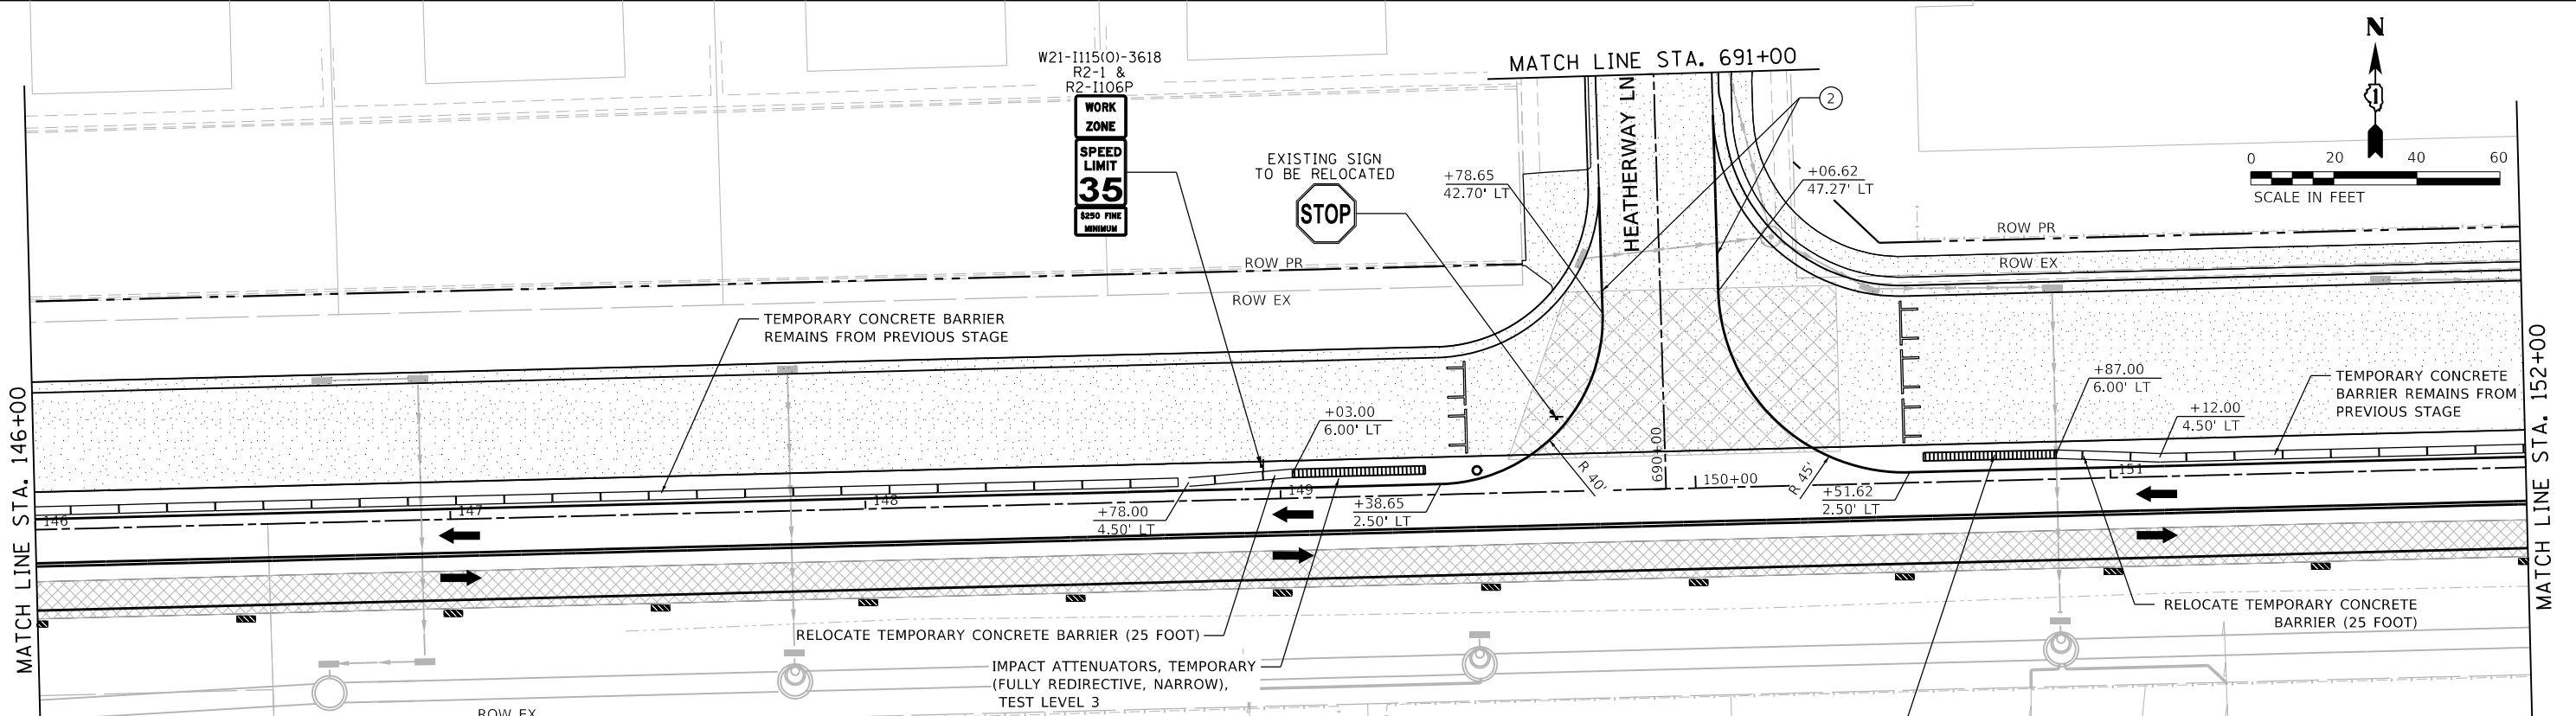 MATCH LINE STA. 691+00
N
W21-I115(O)-3618
R2-1 &
R2-I106P
WORK
ZONE
SPEED
LIMIT
35
$250 FINE
MINIMUM
EXISTING SIGN
TO BE RELOCATED
STOP
+78.65
42.70' LT
HEATHERWAY LN
2
+06.62
47.27' LT
0 20 40 60
SCALE IN FEET
ROW PR
ROW EX
ROW PR
ROW EX
TEMPORARY CONCRETE BARRIER
REMAINS FROM PREVIOUS STAGE
+03.00
6.00' LT
+87.00
6.00' LT
+12.00
4.50' LT
TEMPORARY CONCRETE
BARRIER REMAINS FROM
PREVIOUS STAGE
MATCH LINE STA. 146+00
MATCH LINE STA. 152+00
146
147
148
149
690+00
150+00
151
R 40'
R 45'
+78.00
4.50' LT
+38.65
2.50' LT
+51.62
2.50' LT
RELOCATE TEMPORARY CONCRETE BARRIER (25 FOOT)
RELOCATE TEMPORARY CONCRETE
BARRIER (25 FOOT)
IMPACT ATTENUATORS, TEMPORARY
(FULLY REDIRECTIVE, NARROW),
TEST LEVEL 3
ROW EX